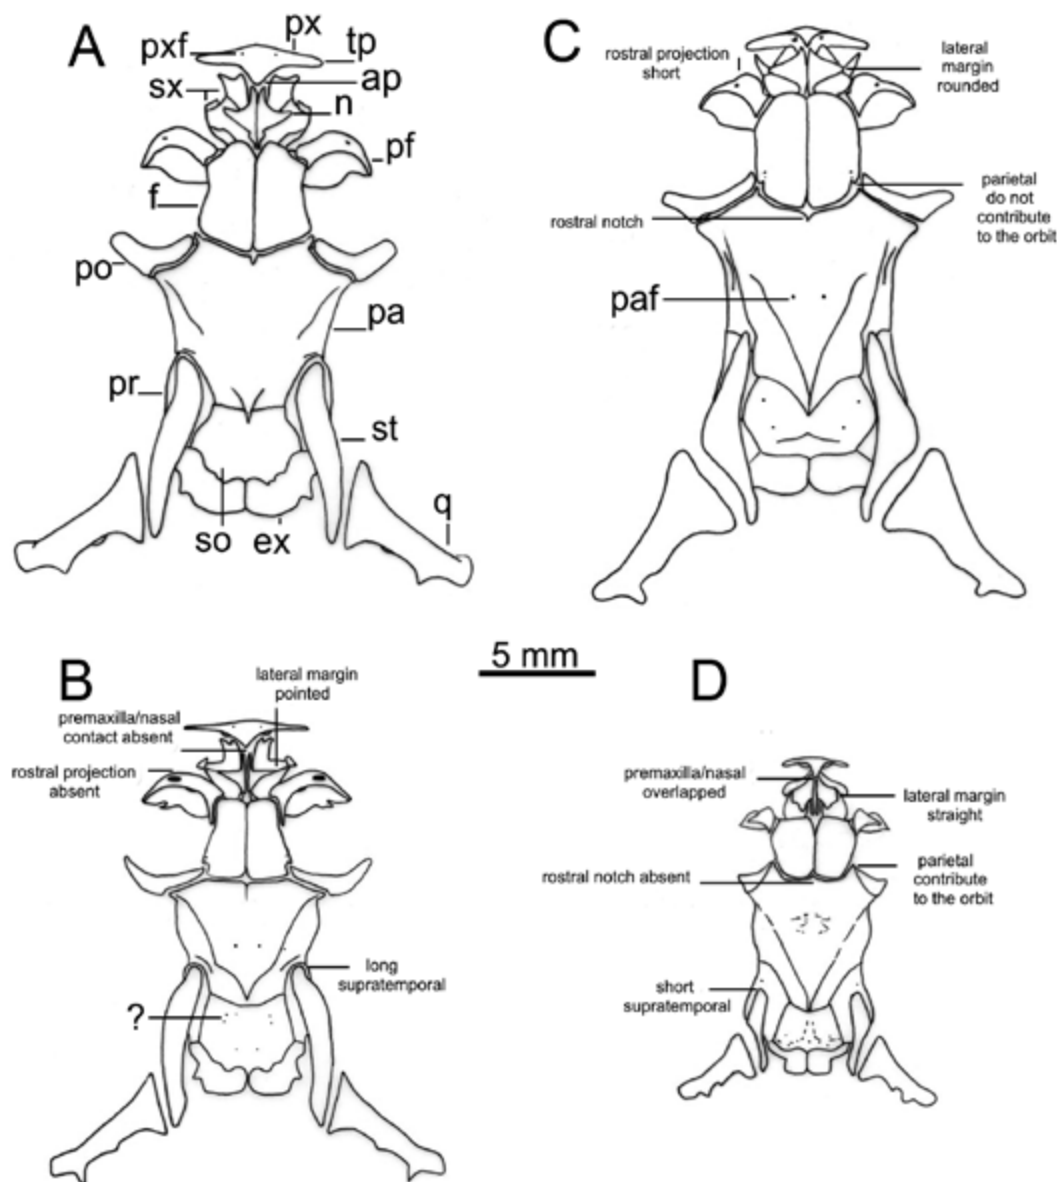 A
px
pxf
tp
ap
sx
n
pf
f
po
pa
pr
st
q
so
ex
C
rostral projection
short
lateral
margin
rounded
parietal
do not
contribute
to the orbit
rostral notch
paf
5 mm
B
lateral margin
pointed
premaxilla/nasal
contact absent
rostral projection
absent
long
supratemporal
?
D
premaxilla/nasal
overlapped
lateral margin
straight
rostral notch absent
parietal
contribute
to the orbit
short
supratemporal